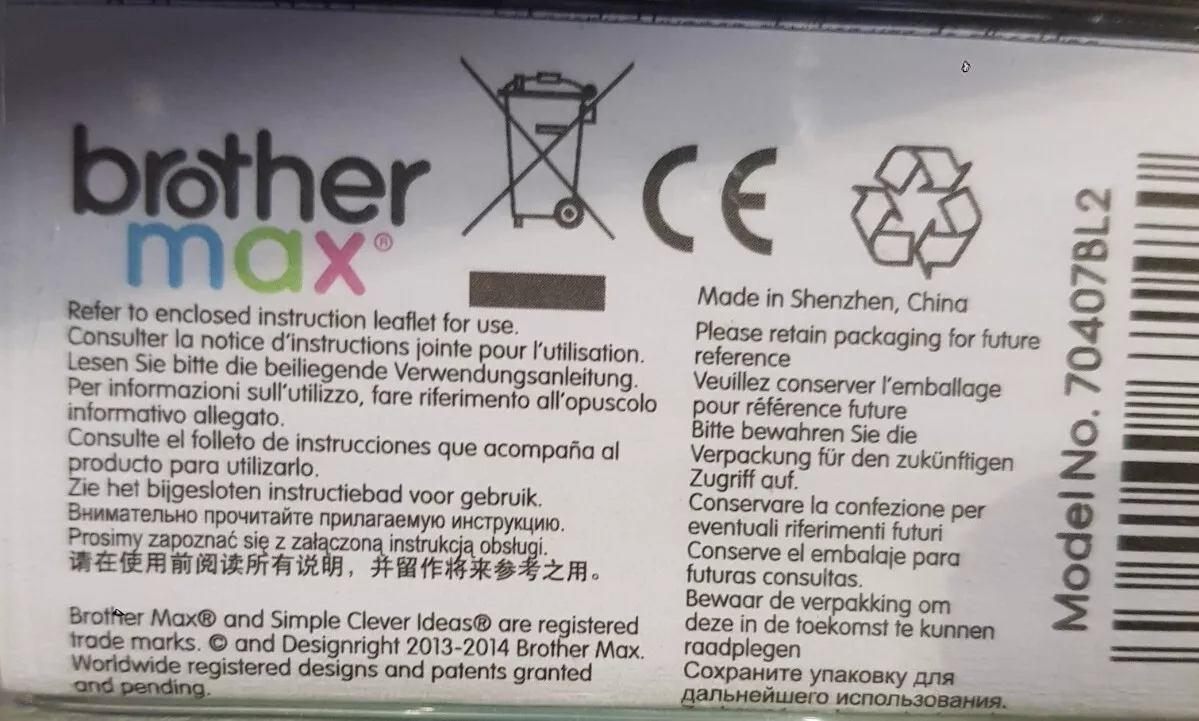 brother
max®
CE
Refer to enclosed instruction leaflet for use.
Consulter la notice d'instructions jointe pour l'utilisation.
Lesen Sie bitte die beiliegende Verwendungsanleitung.
Per informazioni sull'utilizzo, fare riferimento all'opuscolo
informativo allegato.
Consulte el folleto de instrucciones que acompaña al
producto para utilizarlo.
Zie het bijgesloten instructiebad voor gebruik.
Внимательно прочитайте прилагаемую инструкцию.
Prosimy zapoznać się z załączoną instrukcją obsługi.
请在使用前阅读所有说明，并留作将来参考之用。
Brother Max® and Simple Clever Ideas® are registered
trade marks. © and Designright 2013-2014 Brother Max.
Worldwide registered designs and patents granted
and pending.
Made in Shenzhen, China
Please retain packaging for future
reference
Veuillez conserver l'emballage
pour référence future
Bitte bewahren Sie die
Verpackung für den zukünftigen
Zugriff auf.
Conservare la confezione per
eventuali riferimenti futuri
Conserve el embalaje para
futuras consultas.
Bewaar de verpakking om
deze in de toekomst te kunnen
raadplegen
Сохраните упаковку для
дальнейшего использования.
Model No. 70407BL2